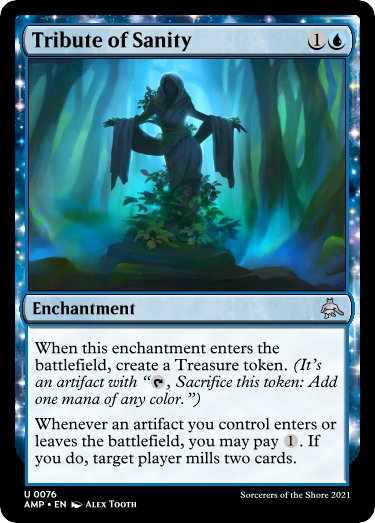 Tribute of Sanity 1
Enchantment
When this enchantment enters the
battlefield, create a Treasure token. (It's
an artifact with “, Sacrifice this token: Add
one mana of any color.”)
Whenever an artifact you control enters or
leaves the battlefield, you may pay 1. If
you do, target player mills two cards.
U 0076
AMP • EN Alex Tooth
Sorcerers of the Shore 2021